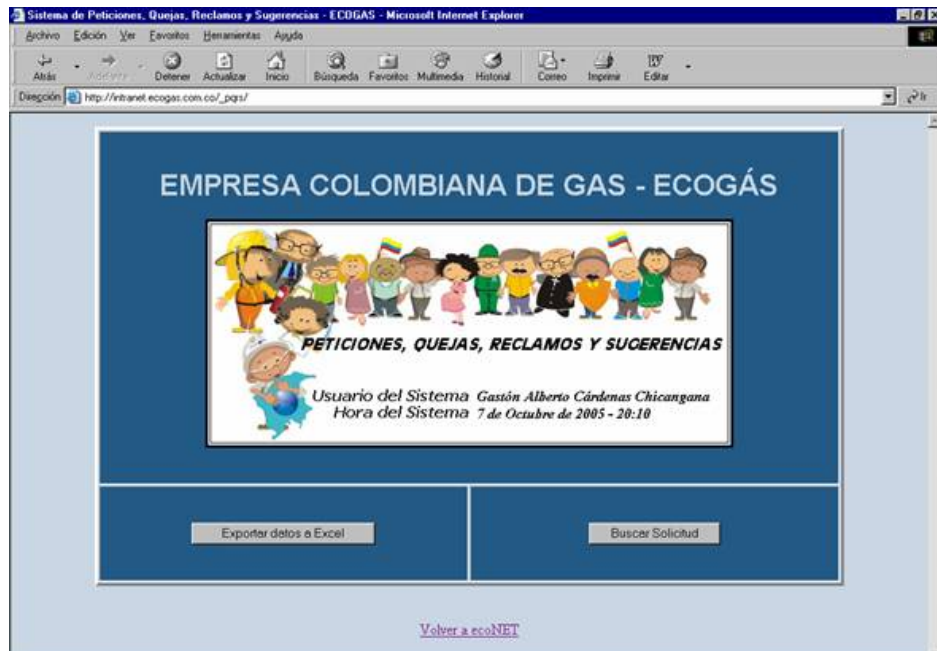 Sistema de Peticiones, Quejas, Reclamos y Sugerencias - ECOGAS - Microsoft Internet Explorer
Archivo Edición Ver Favoritos Herramientas Ayuda
Atrás Adelante Detener Actualizar Inicio Búsqueda Favoritos Multimedia Historial Correo Imprimir Editar
Dirección http://intranet.ecogas.com.co/_pqrs/ Ir
EMPRESA COLOMBIANA DE GAS - ECOGÁS
PETICIONES, QUEJAS, RECLAMOS Y SUGERENCIAS
Usuario del Sistema Gastón Alberto Cárdenas Chicangana
Hora del Sistema 7 de Octubre de 2005 - 20:10
Exportar datos a Excel Buscar Solicitud
Volver a ecoNET